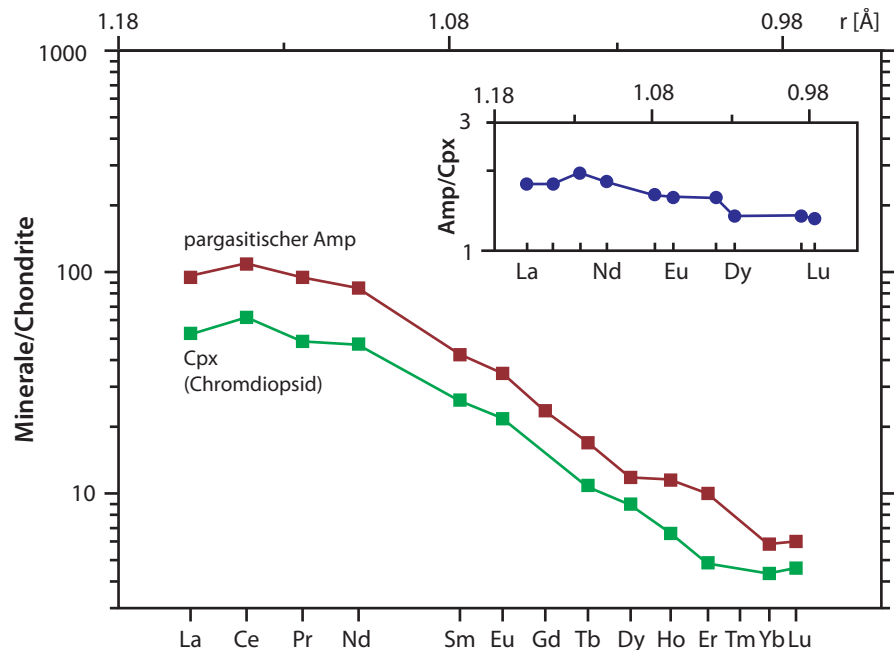 1.18 1.08 0.98 r [Å]
1000
100
10
Minerale/Chondrite
pargasitischer Amp
Cpx
(Chromdiopsid)
La Ce Pr Nd Sm Eu Gd Tb Dy Ho Er Tm Yb Lu
1.18 1.08 0.98
3
1
Amp/Cpx
La Nd Eu Dy Lu